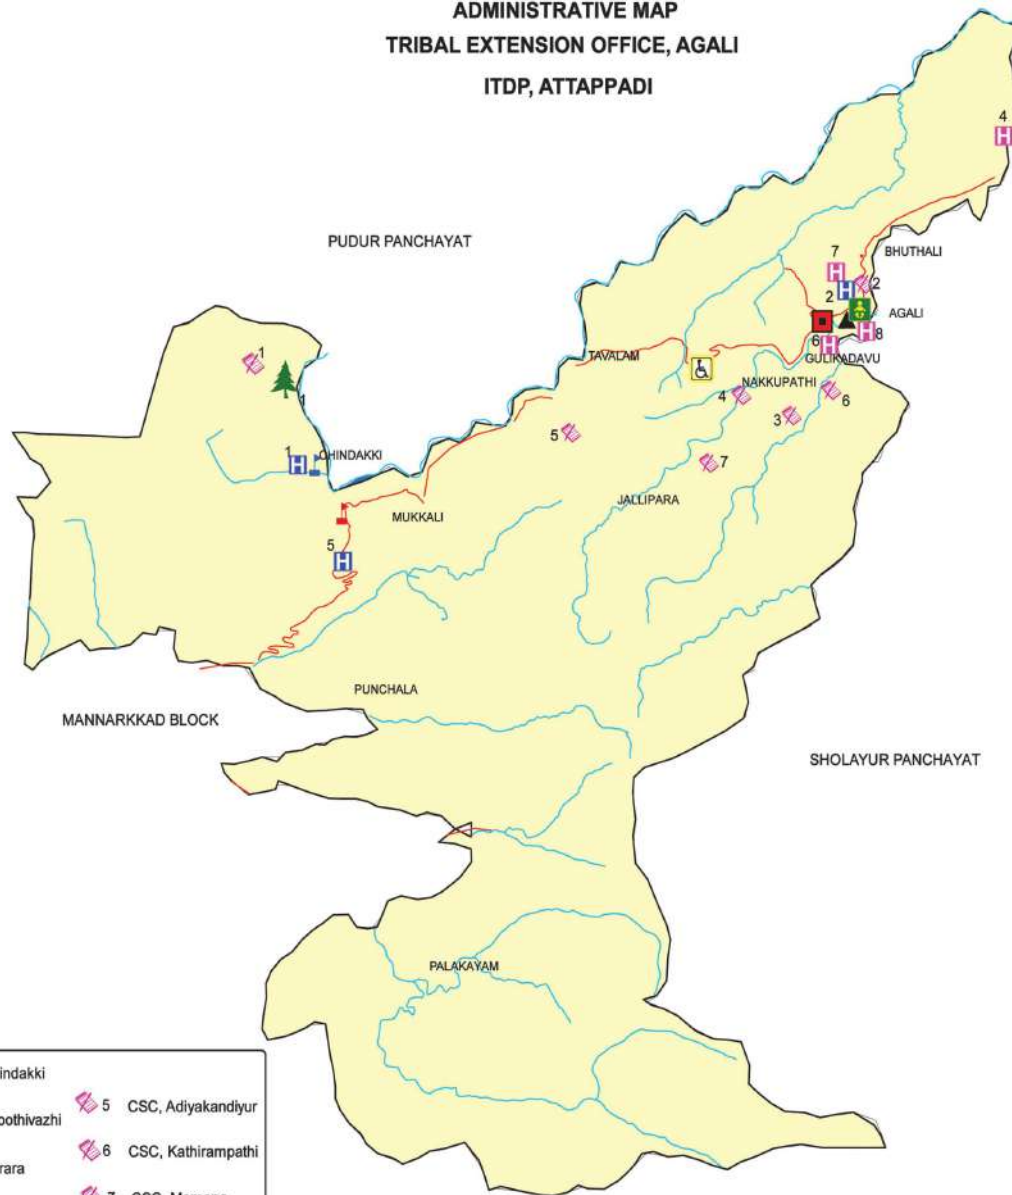 ADMINISTRATIVE MAP
TRIBAL EXTENSION OFFICE, AGALI
ITDP, ATTAPPADI
4
H
PUDUR PANCHAYAT
7
BHUTHALI
H
2
H
2
AGALI
6
H
8
H
GULIKADAVU
1
TAVALAM
NAKKUPATHI
1
4
6
3
5
1
CHINDAKKI
H
7
JALLIPARA
MUKKALI
5
H
PUNCHALA
MANNARKKAD BLOCK
SHOLAYUR PANCHAYAT
PALAKAYAM
indakki
5 CSC, Adiyakandiyur
oothivazhi
6 CSC, Kathirampathi
rara
7